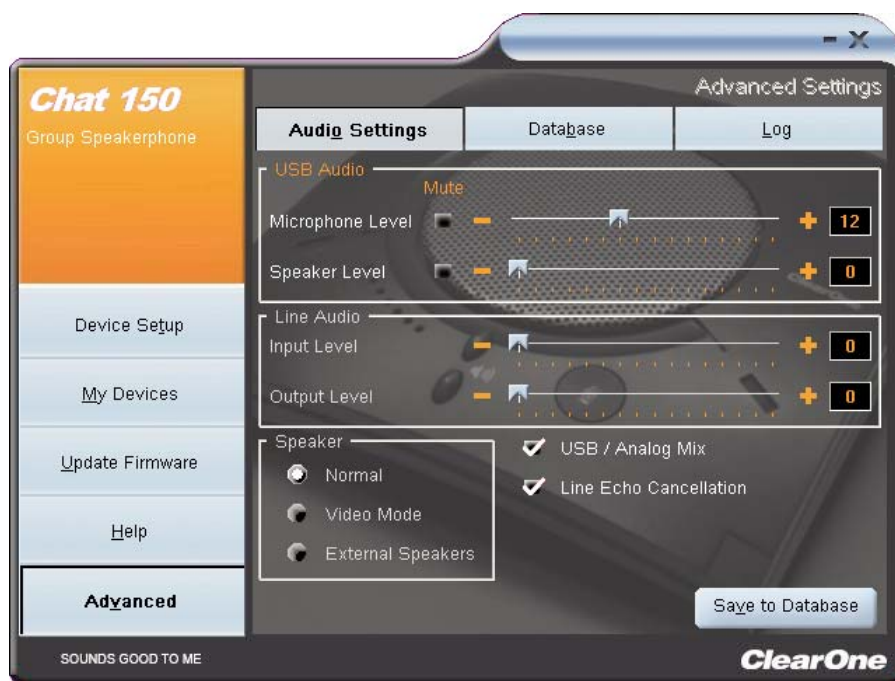 Chat 150
Group Speakerphone
Advanced Settings
Audio Settings
Database
Log
USB Audio
Mute
Microphone Level
12
Speaker Level
0
Line Audio
Input Level
0
Output Level
0
Speaker
Normal
Video Mode
External Speakers
USB / Analog Mix
Line Echo Cancellation
Device Setup
My Devices
Update Firmware
Help
Advanced
Save to Database
SOUNDS GOOD TO ME
ClearOne